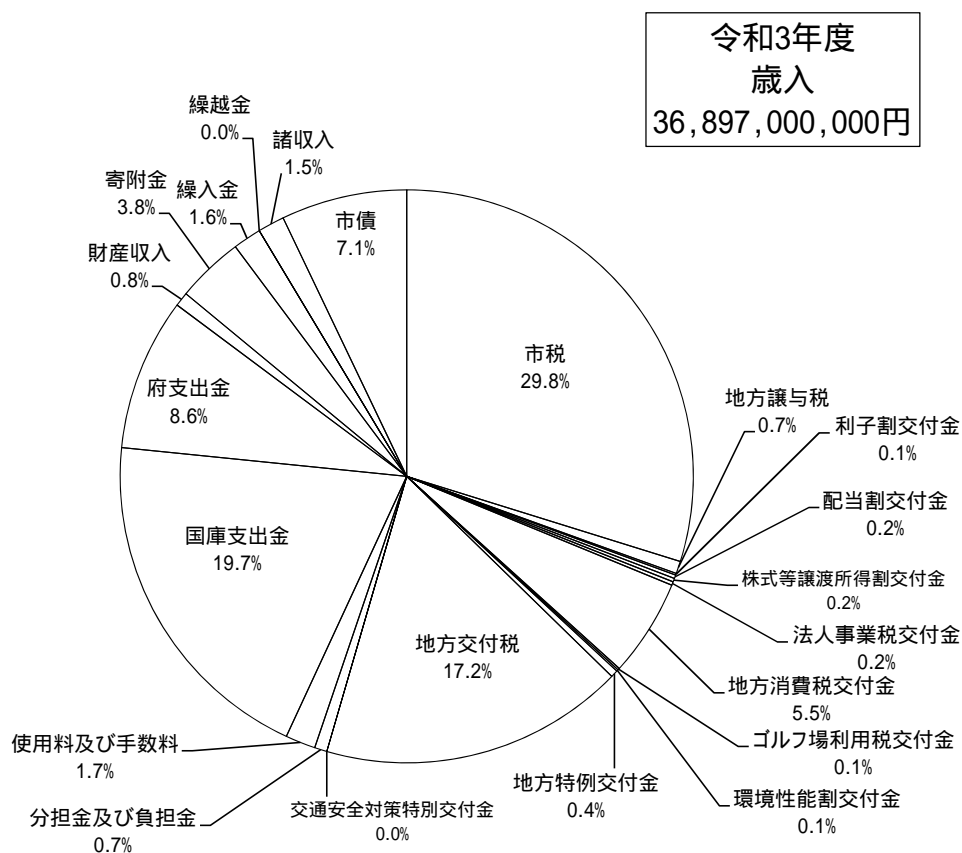 令和3年度
歳入
36,897,000,000円
繰越金
0.0%
諸収入
1.5%
寄附金
3.8%
繰入金
1.6%
財産収入
0.8%
市債
7.1%
市税
29.8%
府支出金
8.6%
地方譲与税
0.7%
利子割交付金
0.1%
配当割交付金
0.2%
国庫支出金
19.7%
株式等譲渡所得割交付金
0.2%
法人事業税交付金
0.2%
地方交付税
17.2%
地方消費税交付金
5.5%
使用料及び手数料
1.7%
ゴルフ場利用税交付金
0.1%
分担金及び負担金
0.7%
交通安全対策特別交付金
0.0%
地方特例交付金
0.4%
環境性能割交付金
0.1%